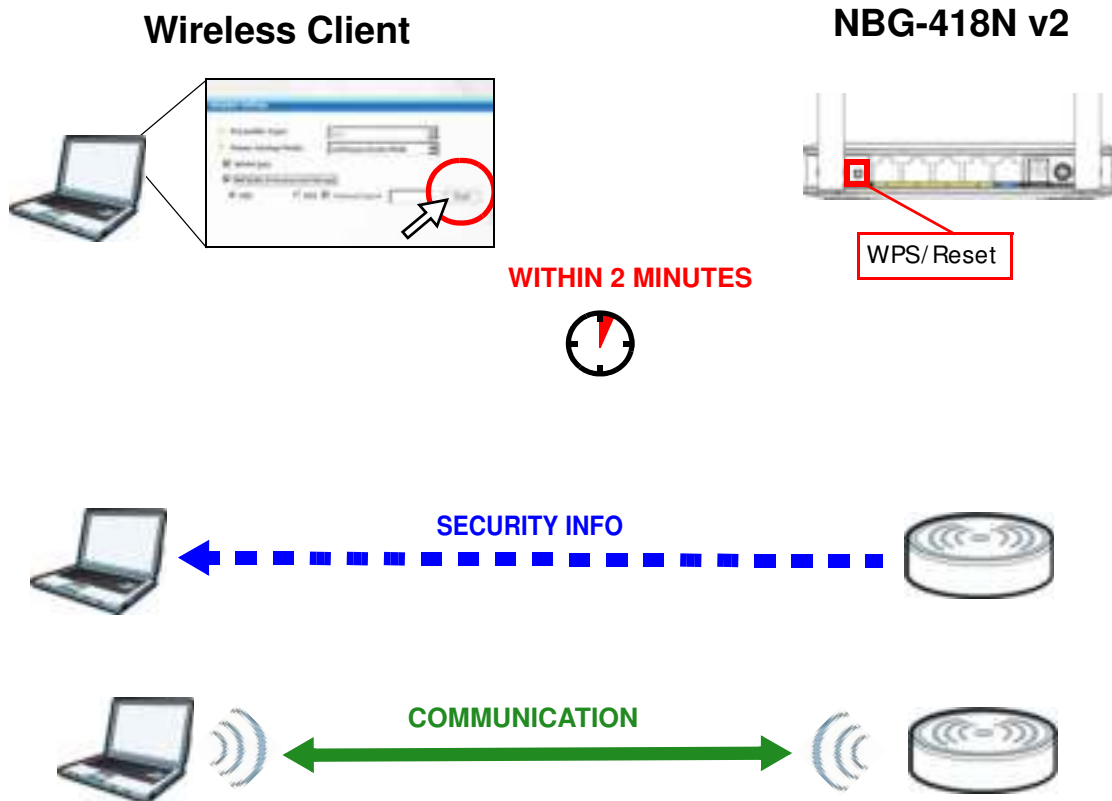 Wireless Client
NBG-418N v2
WPS/Reset
WITHIN 2 MINUTES
SECURITY INFO
COMMUNICATION